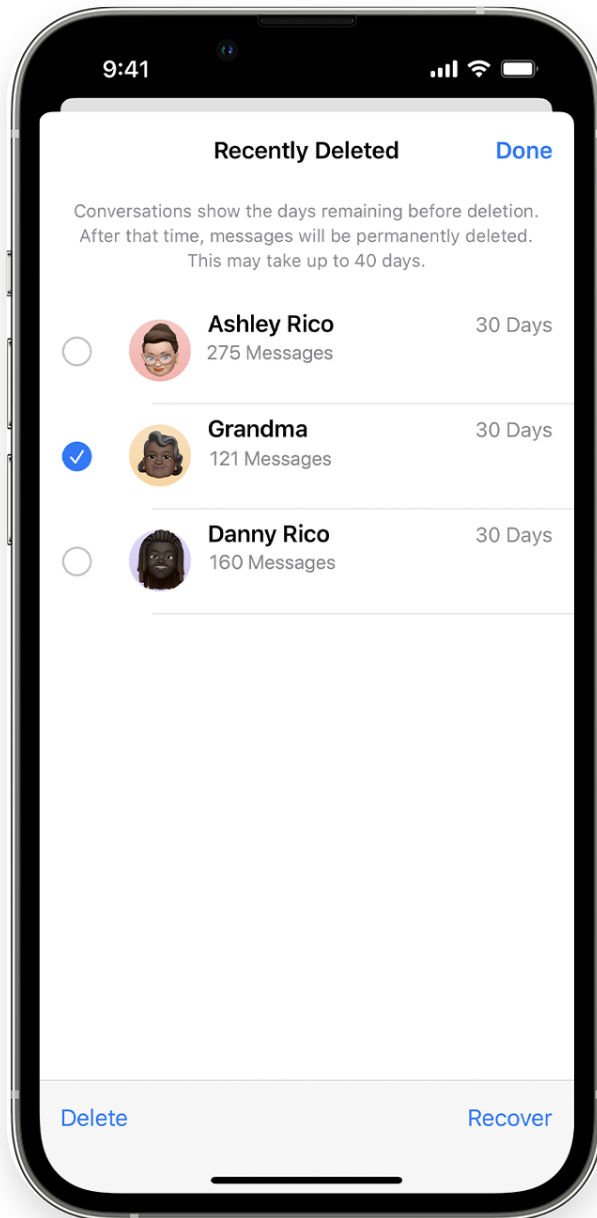 9:41
Recently Deleted Done
Conversations show the days remaining before deletion.
After that time, messages will be permanently deleted.
This may take up to 40 days.
Ashley Rico 30 Days
275 Messages
Grandma 30 Days
121 Messages
Danny Rico 30 Days
160 Messages
Delete Recover